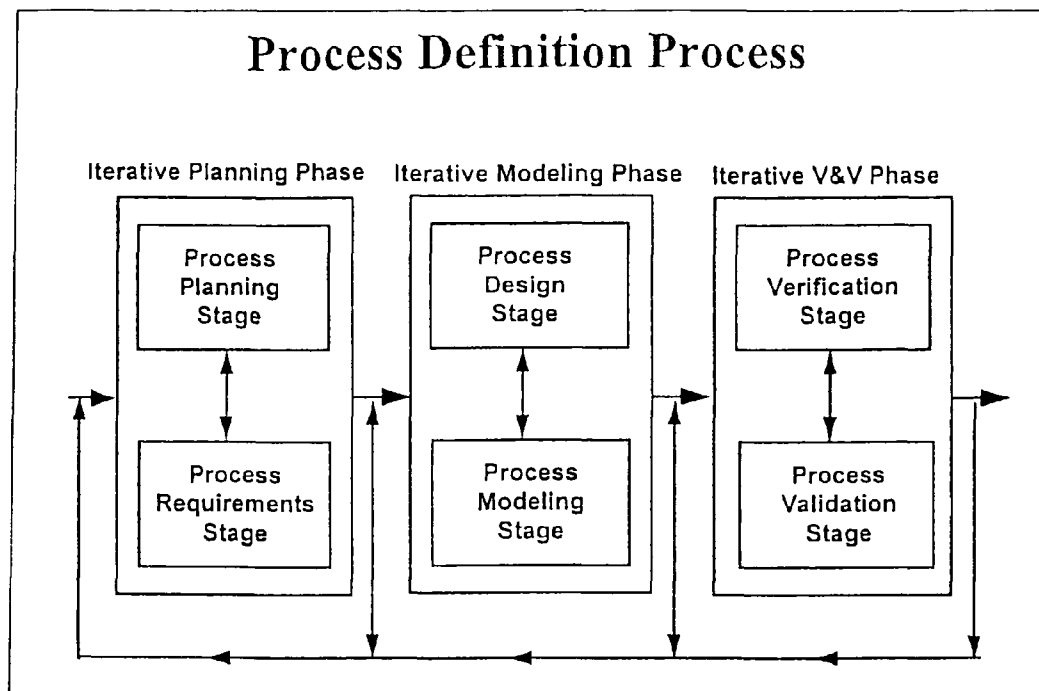 Process Definition Process
Iterative Planning Phase
Iterative Modeling Phase
Iterative V&V Phase
Process
Planning
Stage
Process
Design
Stage
Process
Verification
Stage
Process
Requirements
Stage
Process
Modeling
Stage
Process
Validation
Stage